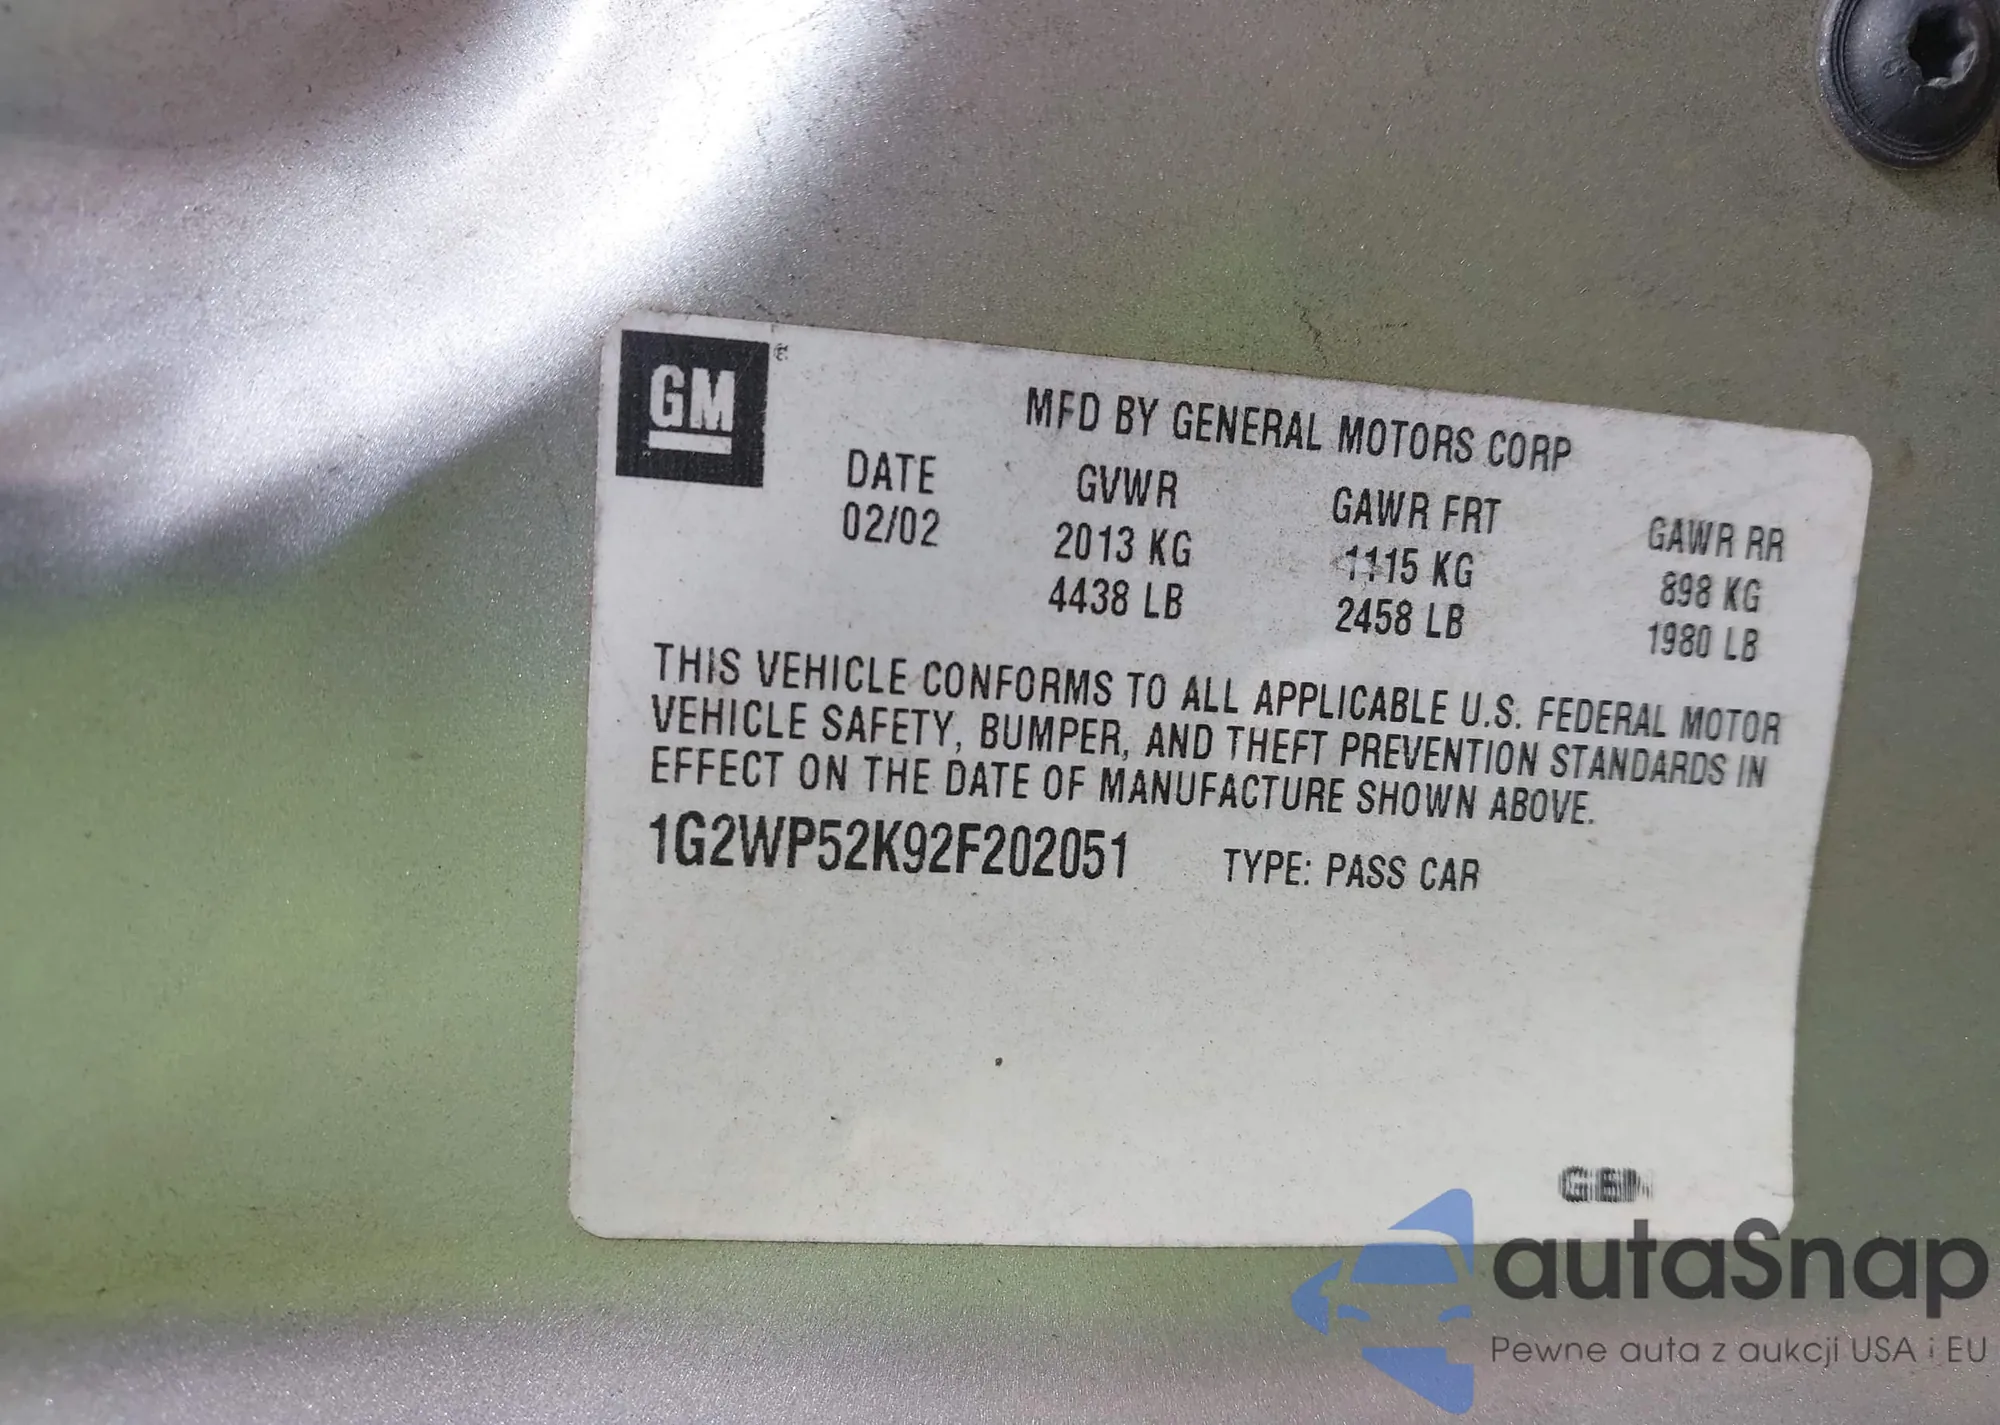 GM
MFD BY GENERAL MOTORS CORP
DATE GVWR GAWR FRT GAWR RR
02/02 2013 KG 1115 KG 898 KG
4438 LB 2458 LB 1980 LB
THIS VEHICLE CONFORMS TO ALL APPLICABLE U.S. FEDERAL MOTOR
VEHICLE SAFETY, BUMPER, AND THEFT PREVENTION STANDARDS IN
EFFECT ON THE DATE OF MANUFACTURE SHOWN ABOVE.
1G2WP52K92F202051 TYPE: PASS CAR
autaSnap
Pewne auta z aukcji USA i EU